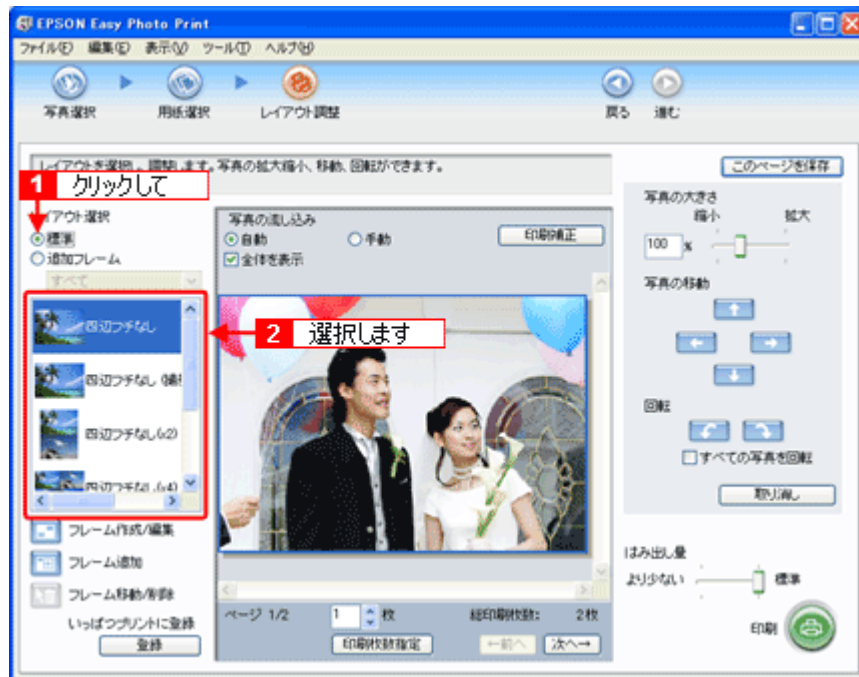 EPSON Easy Photo Print
ファイル(F) 編集(E) 表示(V) ツール(T) ヘルプ(H)
写真選択 用紙選択 レイアウト調整 戻る 進む
レイアウトを選択し、調整します。写真の拡大縮小、移動、回転ができます。
このページを保存
1 クリックして
イアウト選択
標準
追加フレーム
すべて
四辺フチなし
四辺フチなし
四辺フチなし(x2)
四辺フチなし(x4)
2 選択します
フレーム作成/編集
フレーム追加
フレーム移動/削除
いっぱつプリントに登録
登録
写真の流し込み
自動 手動 印刷補正
全体を表示
ページ 1/2 1 枚 総印刷枚数: 2枚
印刷枚数指定 ←前へ 次へ→
写真の大きさ
縮小 拡大
100 %
写真の移動
回転
すべての写真を回転
取り消し
はみ出し量
より少ない 標準
印刷